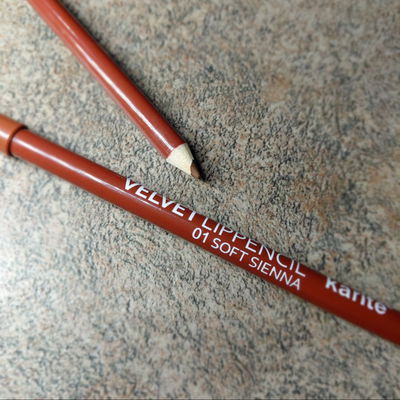 VELVET LIPPENCIL
01 SOFT SIENNA
karite